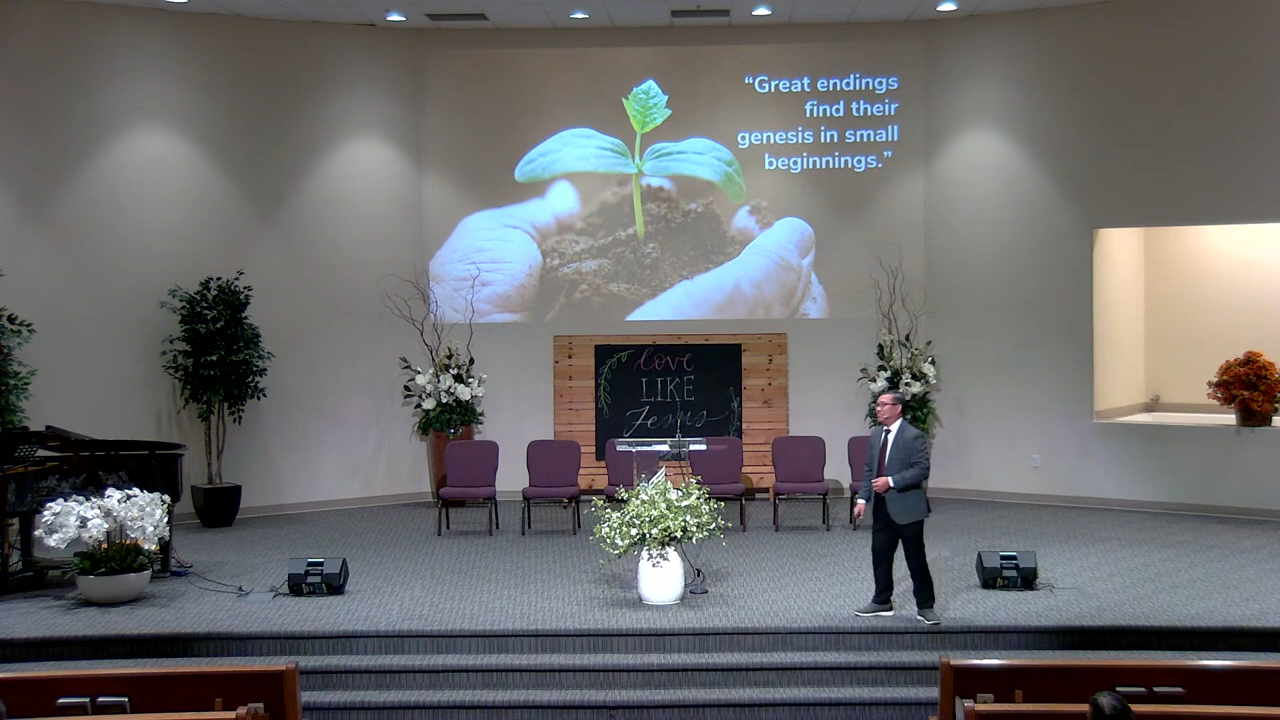 “Great endings
find their
genesis in small
beginnings.”
love
LIKE
Jesus